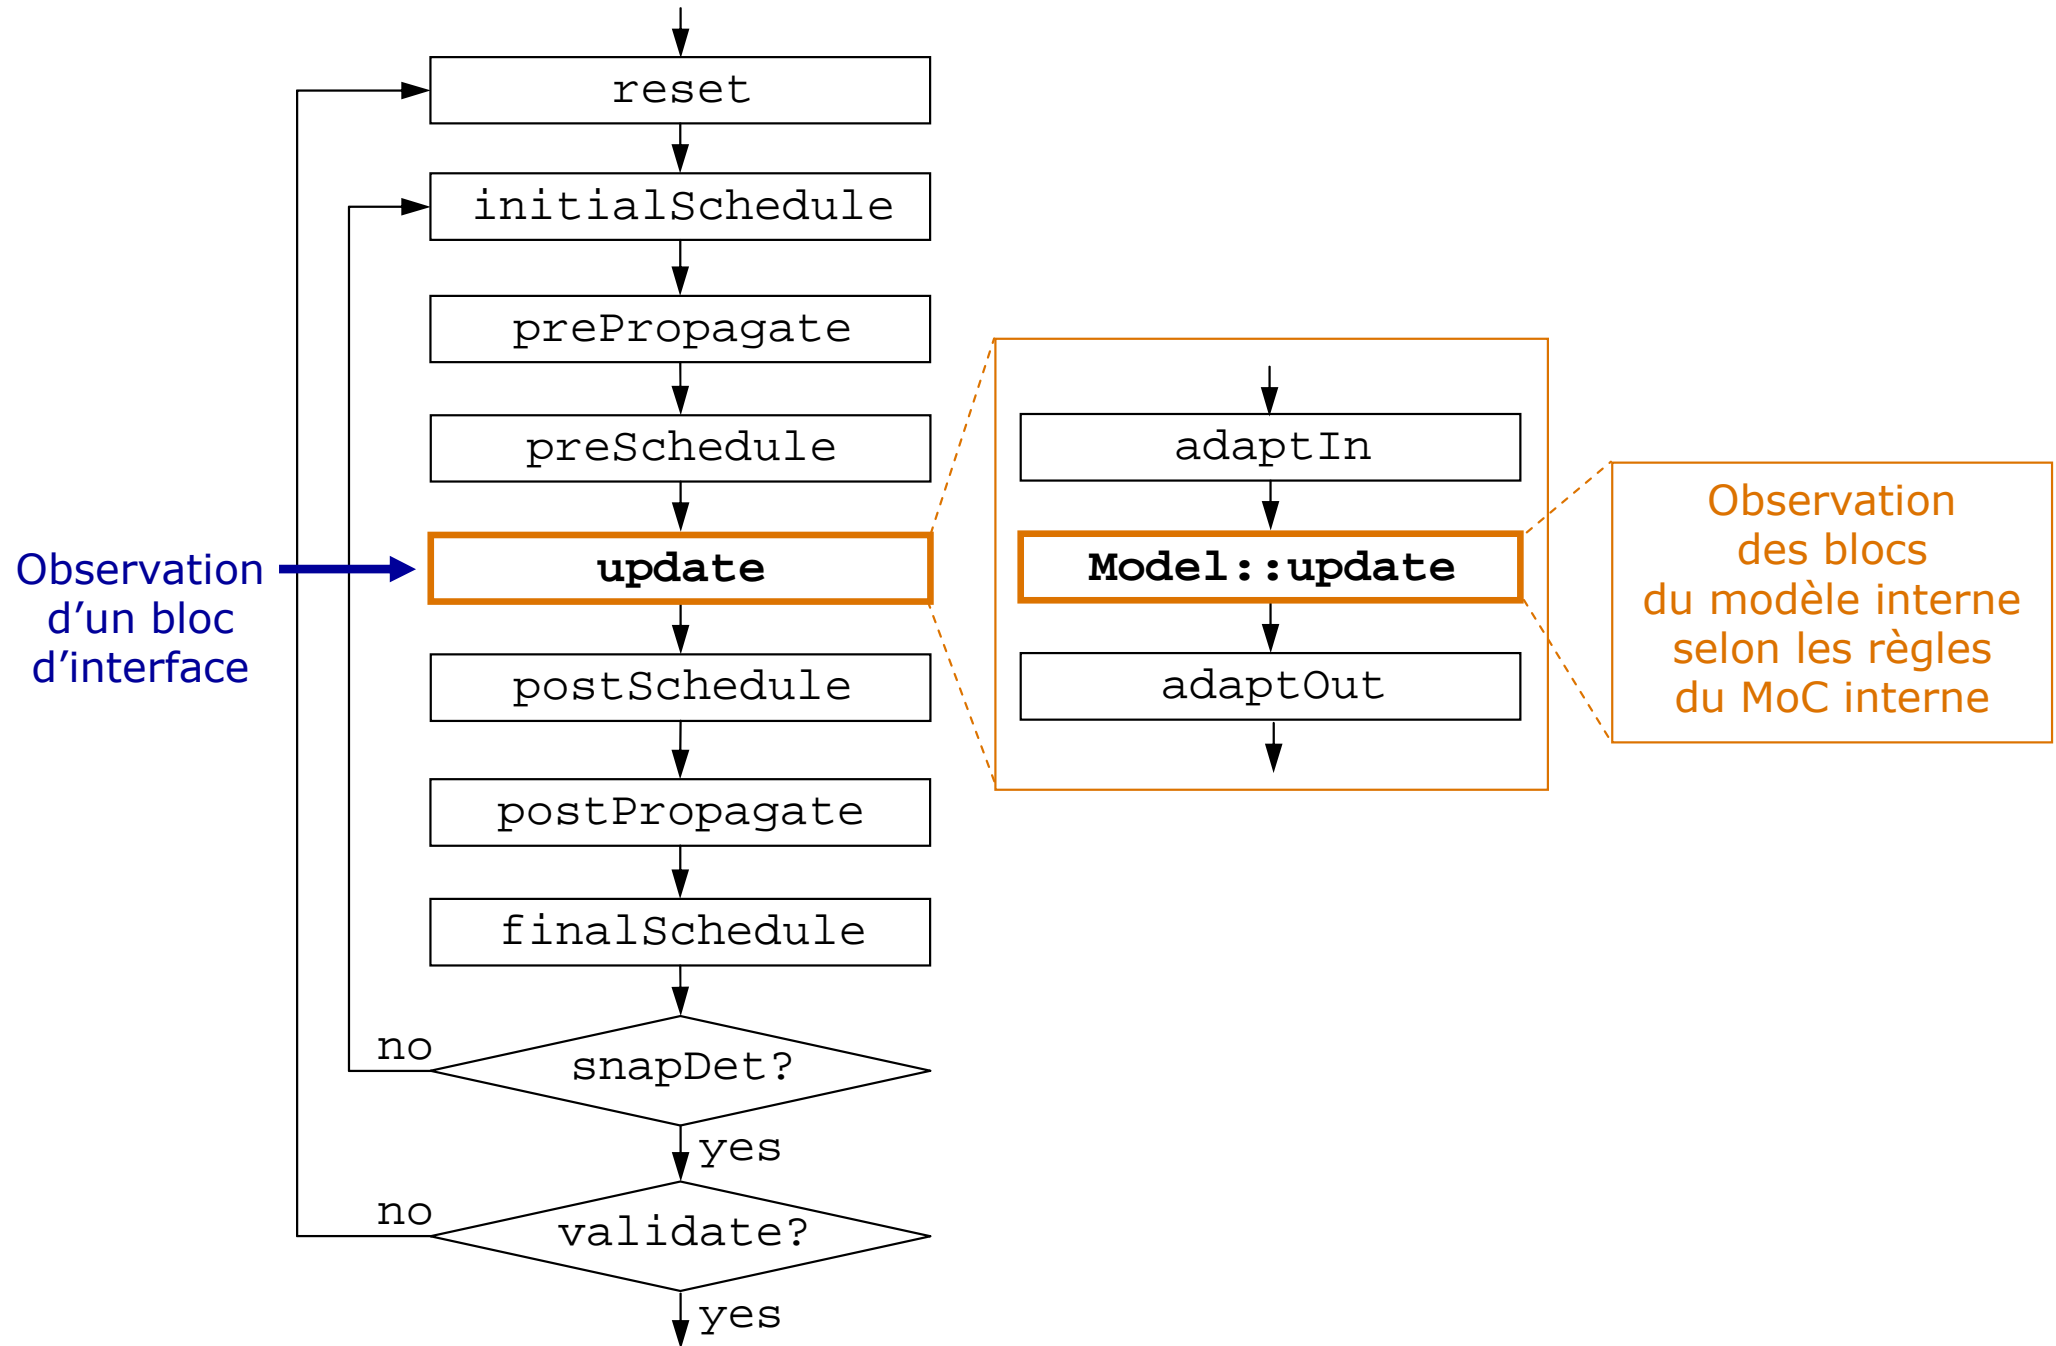 reset
initialSchedule
prePropagate
preSchedule
update
postSchedule
postPropagate
finalSchedule
snapDet?
no
yes
validate?
no
yes
Observation
d’un bloc
d’interface
adaptIn
Model::update
adaptOut
Observation
des blocs
du modèle interne
selon les règles
du MoC interne